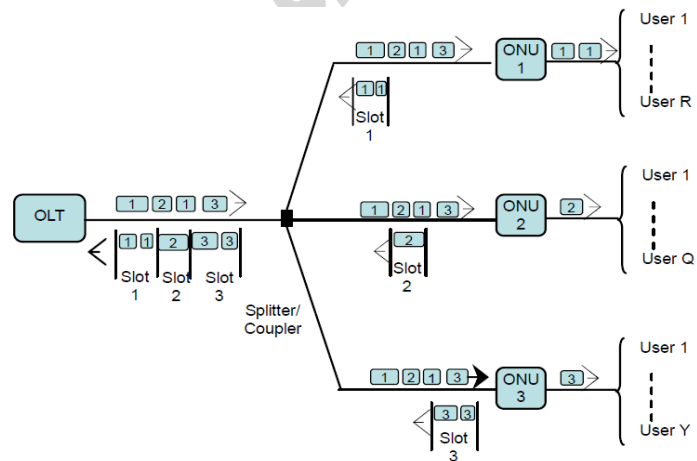 1 2 1 3
ONU
1
1 1
User 1
User R
1 1
Slot
1
OLT
1 2 1 3
1 1 2 3 3
Slot
1
Slot
2
Slot
3
Splitter/
Coupler
1 2 1 3
ONU
2
2
User 1
User Q
2
Slot
2
1 2 1 3
ONU
3
3
User 1
User Y
3 3
Slot
3